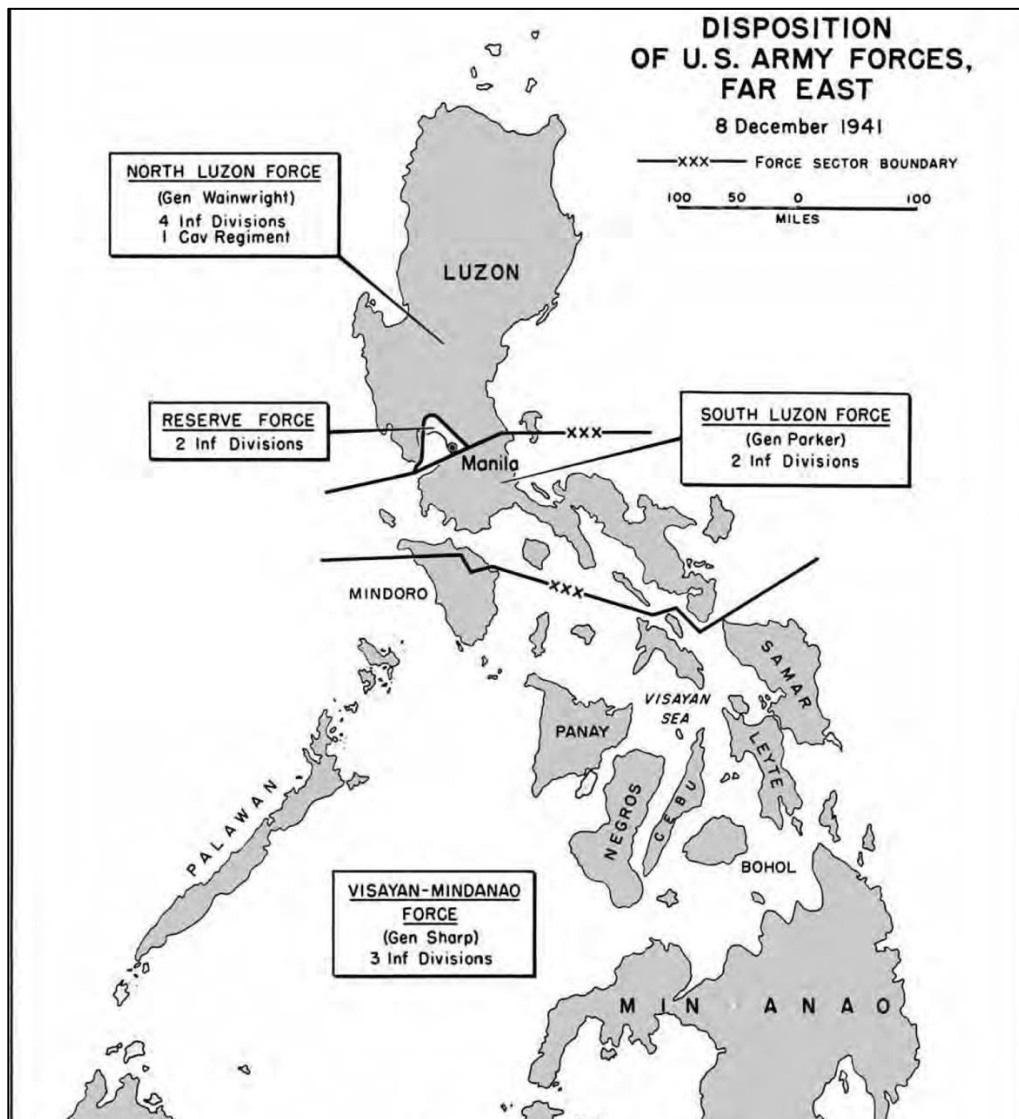 DISPOSITION
OF U.S. ARMY FORCES,
FAR EAST
8 December 1941
—xxx— FORCE SECTOR BOUNDARY
100 50 0 100
MILES
NORTH LUZON FORCE
(Gen Wainwright)
4 Inf Divisions
1 Cav Regiment
LUZON
RESERVE FORCE
2 Inf Divisions
SOUTH LUZON FORCE
(Gen Parker)
2 Inf Divisions
xxx
Manila
xxx
MINDORO
SAMAR
VISAYAN
SEA
PANAY
LEYTE
PALAWAN
NEGROS
CEBU
BOHOL
VISAYAN-MINDANAO
FORCE
(Gen Sharp)
3 Inf Divisions
MIN ANAO